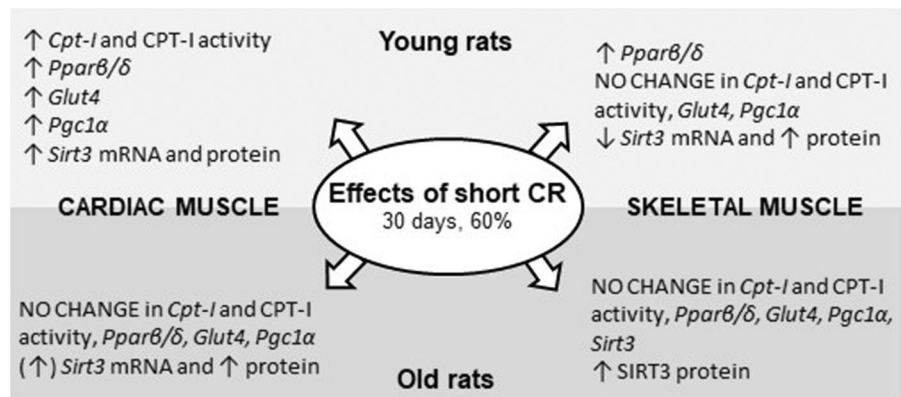 Young rats
↑ Cpt-I and CPT-I activity
↑ Pparβ/δ
↑ Glut4
↑ Pgc1α
↑ Sirt3 mRNA and protein
↑ Pparβ/δ
NO CHANGE in Cpt-I and CPT-I
activity, Glut4, Pgc1α
↓ Sirt3 mRNA and ↑ protein
CARDIAC MUSCLE
Effects of short CR
30 days, 60%
SKELETAL MUSCLE
NO CHANGE in Cpt-I and CPT-I
activity, Pparβ/δ, Glut4, Pgc1α
(↑) Sirt3 mRNA and ↑ protein
NO CHANGE in Cpt-I and CPT-I
activity, Pparβ/δ, Glut4, Pgc1α,
Sirt3
↑ SIRT3 protein
Old rats